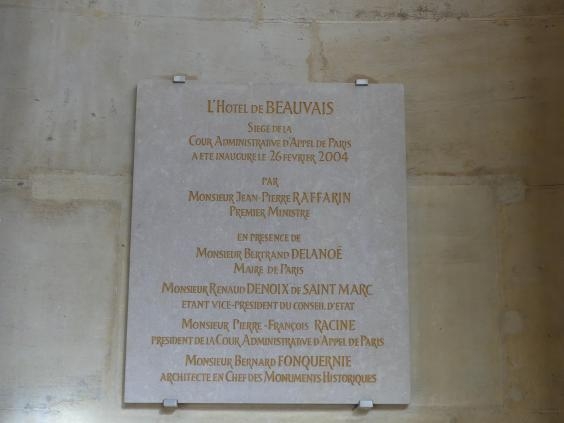 L'HOTEL DE BEAUVAIS
SIEGE DE LA
COUR ADMINISTRATIVE D'APPEL DE PARIS
A ETE INAUGURE LE 26 FEVRIER 2004
PAR
MONSIEUR JEAN-PIERRE RAFFARIN
PREMIER MINISTRE
EN PRESENCE DE
MONSIEUR BERTRAND DELANOË
MAIRE DE PARIS
MONSIEUR RENAUD DENOIX DE SAINT MARC
ETANT VICE-PRESIDENT DU CONSEIL D'ETAT
MONSIEUR PIERRE-FRANÇOIS RACINE
PRESIDENT DE LA COUR ADMINISTRATIVE D'APPEL DE PARIS
MONSIEUR BERNARD FONQUERNIE
ARCHITECTE EN CHEF DES MONUMENTS HISTORIQUES